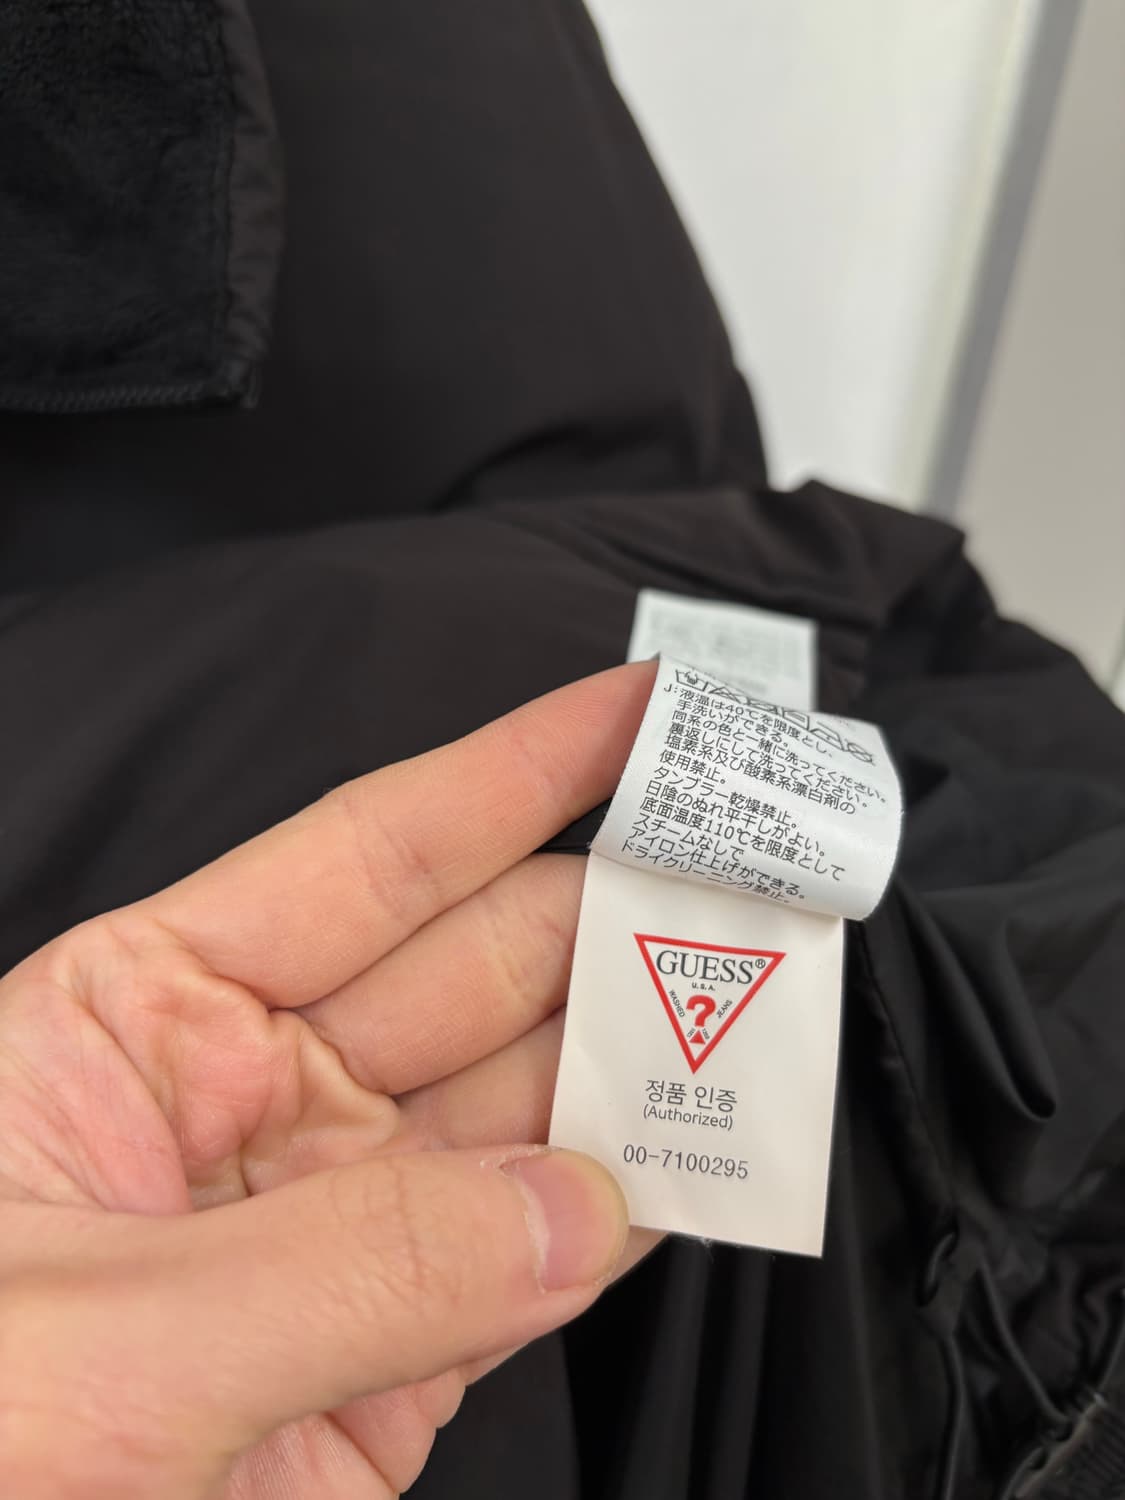 J:液温は40℃を限度とし、
手洗いができる。
同系の色と一緒に洗ってください。
裏返しにして洗ってください。
塩素系及び酸素系漂白剤の
使用禁止。
タンブラー乾燥禁止。
日陰のぬれ平干しがよい。
底面温度110℃を限度として
スチームなしで
アイロン仕上げができる。
ドライクリーニング禁止。
GUESS®
U.S.A.
WASHED
?
JEANS
정품 인증
(Authorized)
00-7100295